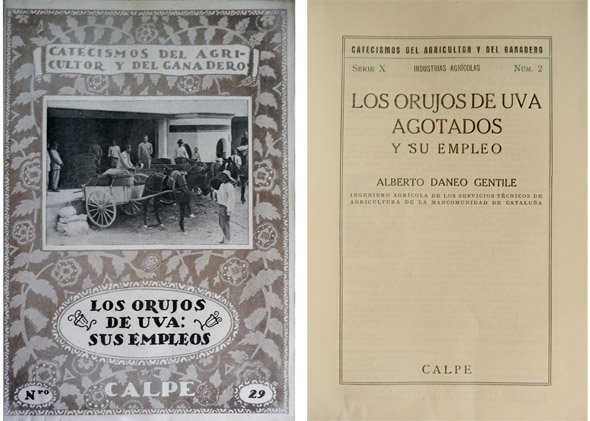 CATECISMOS DEL AGRI-
CULTOR Y DEL GANADERO
LOS ORUJOS
DE UVA:
SUS EMPLEOS
CALPE
Nro
29
CATECISMOS DEL AGRICULTOR Y DEL GANADERO
SERIE X INDUSTRIAS AGRÍCOLAS NÚM. 2
LOS ORUJOS DE UVA
AGOTADOS
Y SU EMPLEO
ALBERTO DANEO GENTILE
INGENIERO AGRÍCOLA DE LOS SERVICIOS TÉCNICOS DE
AGRICULTURA DE LA MANCOMUNIDAD DE CATALUÑA
CALPE